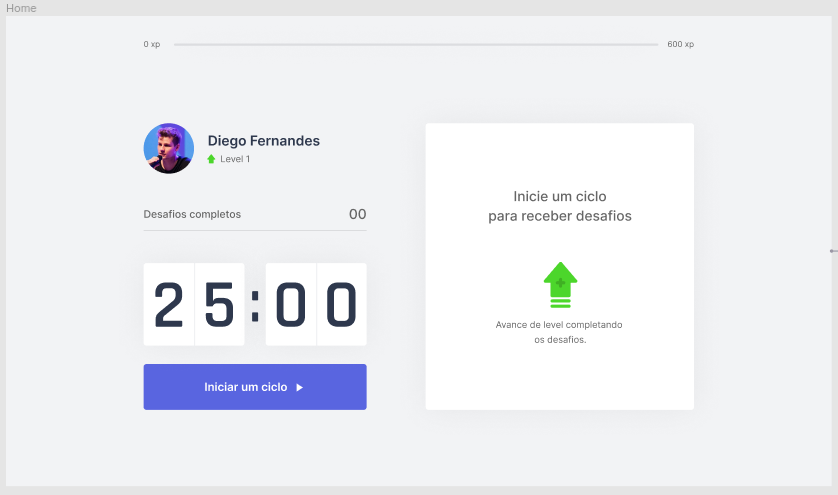 Home
0 xp
600 xp
Diego Fernandes
Level 1
Desafios completos
00
25:00
Iniciar um ciclo
Inicie um ciclo
para receber desafios
Avance de level completando
os desafios.